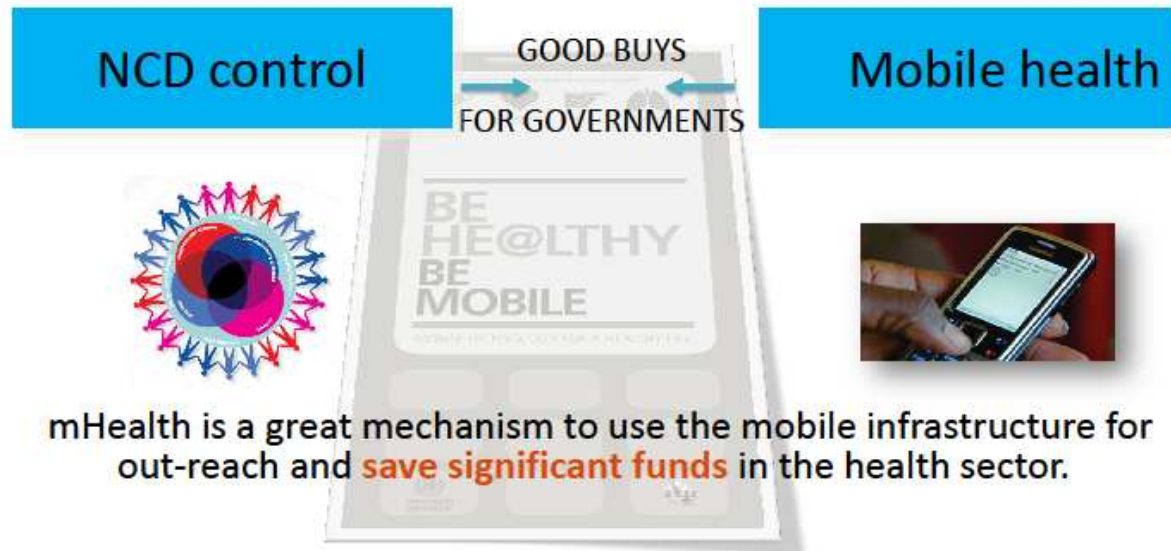 NCD control
GOOD BUYS
FOR GOVERNMENTS
Mobile health
BE
HE@LTHY
BE
MOBILE
mHealth is a great mechanism to use the mobile infrastructure for
out-reach and save significant funds in the health sector.